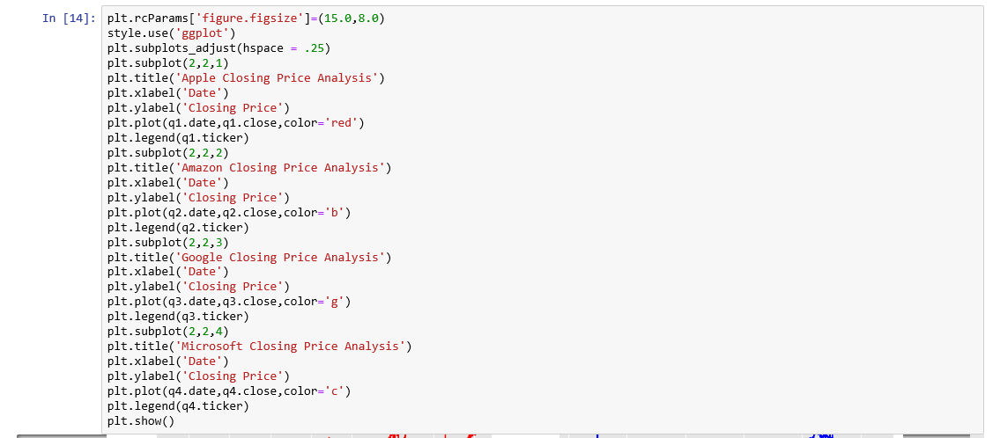 In [14]: plt.rcParams['figure.figsize']=(15.0,8.0)
style.use('ggplot')
plt.subplots_adjust(hspace = .25)
plt.subplot(2,2,1)
plt.title('Apple Closing Price Analysis')
plt.xlabel('Date')
plt.ylabel('Closing Price')
plt.plot(q1.date,q1.close,color='red')
plt.legend(q1.ticker)
plt.subplot(2,2,2)
plt.title('Amazon Closing Price Analysis')
plt.xlabel('Date')
plt.ylabel('Closing Price')
plt.plot(q2.date,q2.close,color='b')
plt.legend(q2.ticker)
plt.subplot(2,2,3)
plt.title('Google Closing Price Analysis')
plt.xlabel('Date')
plt.ylabel('Closing Price')
plt.plot(q3.date,q3.close,color='g')
plt.legend(q3.ticker)
plt.subplot(2,2,4)
plt.title('Microsoft Closing Price Analysis')
plt.xlabel('Date')
plt.ylabel('Closing Price')
plt.plot(q4.date,q4.close,color='c')
plt.legend(q4.ticker)
plt.show()